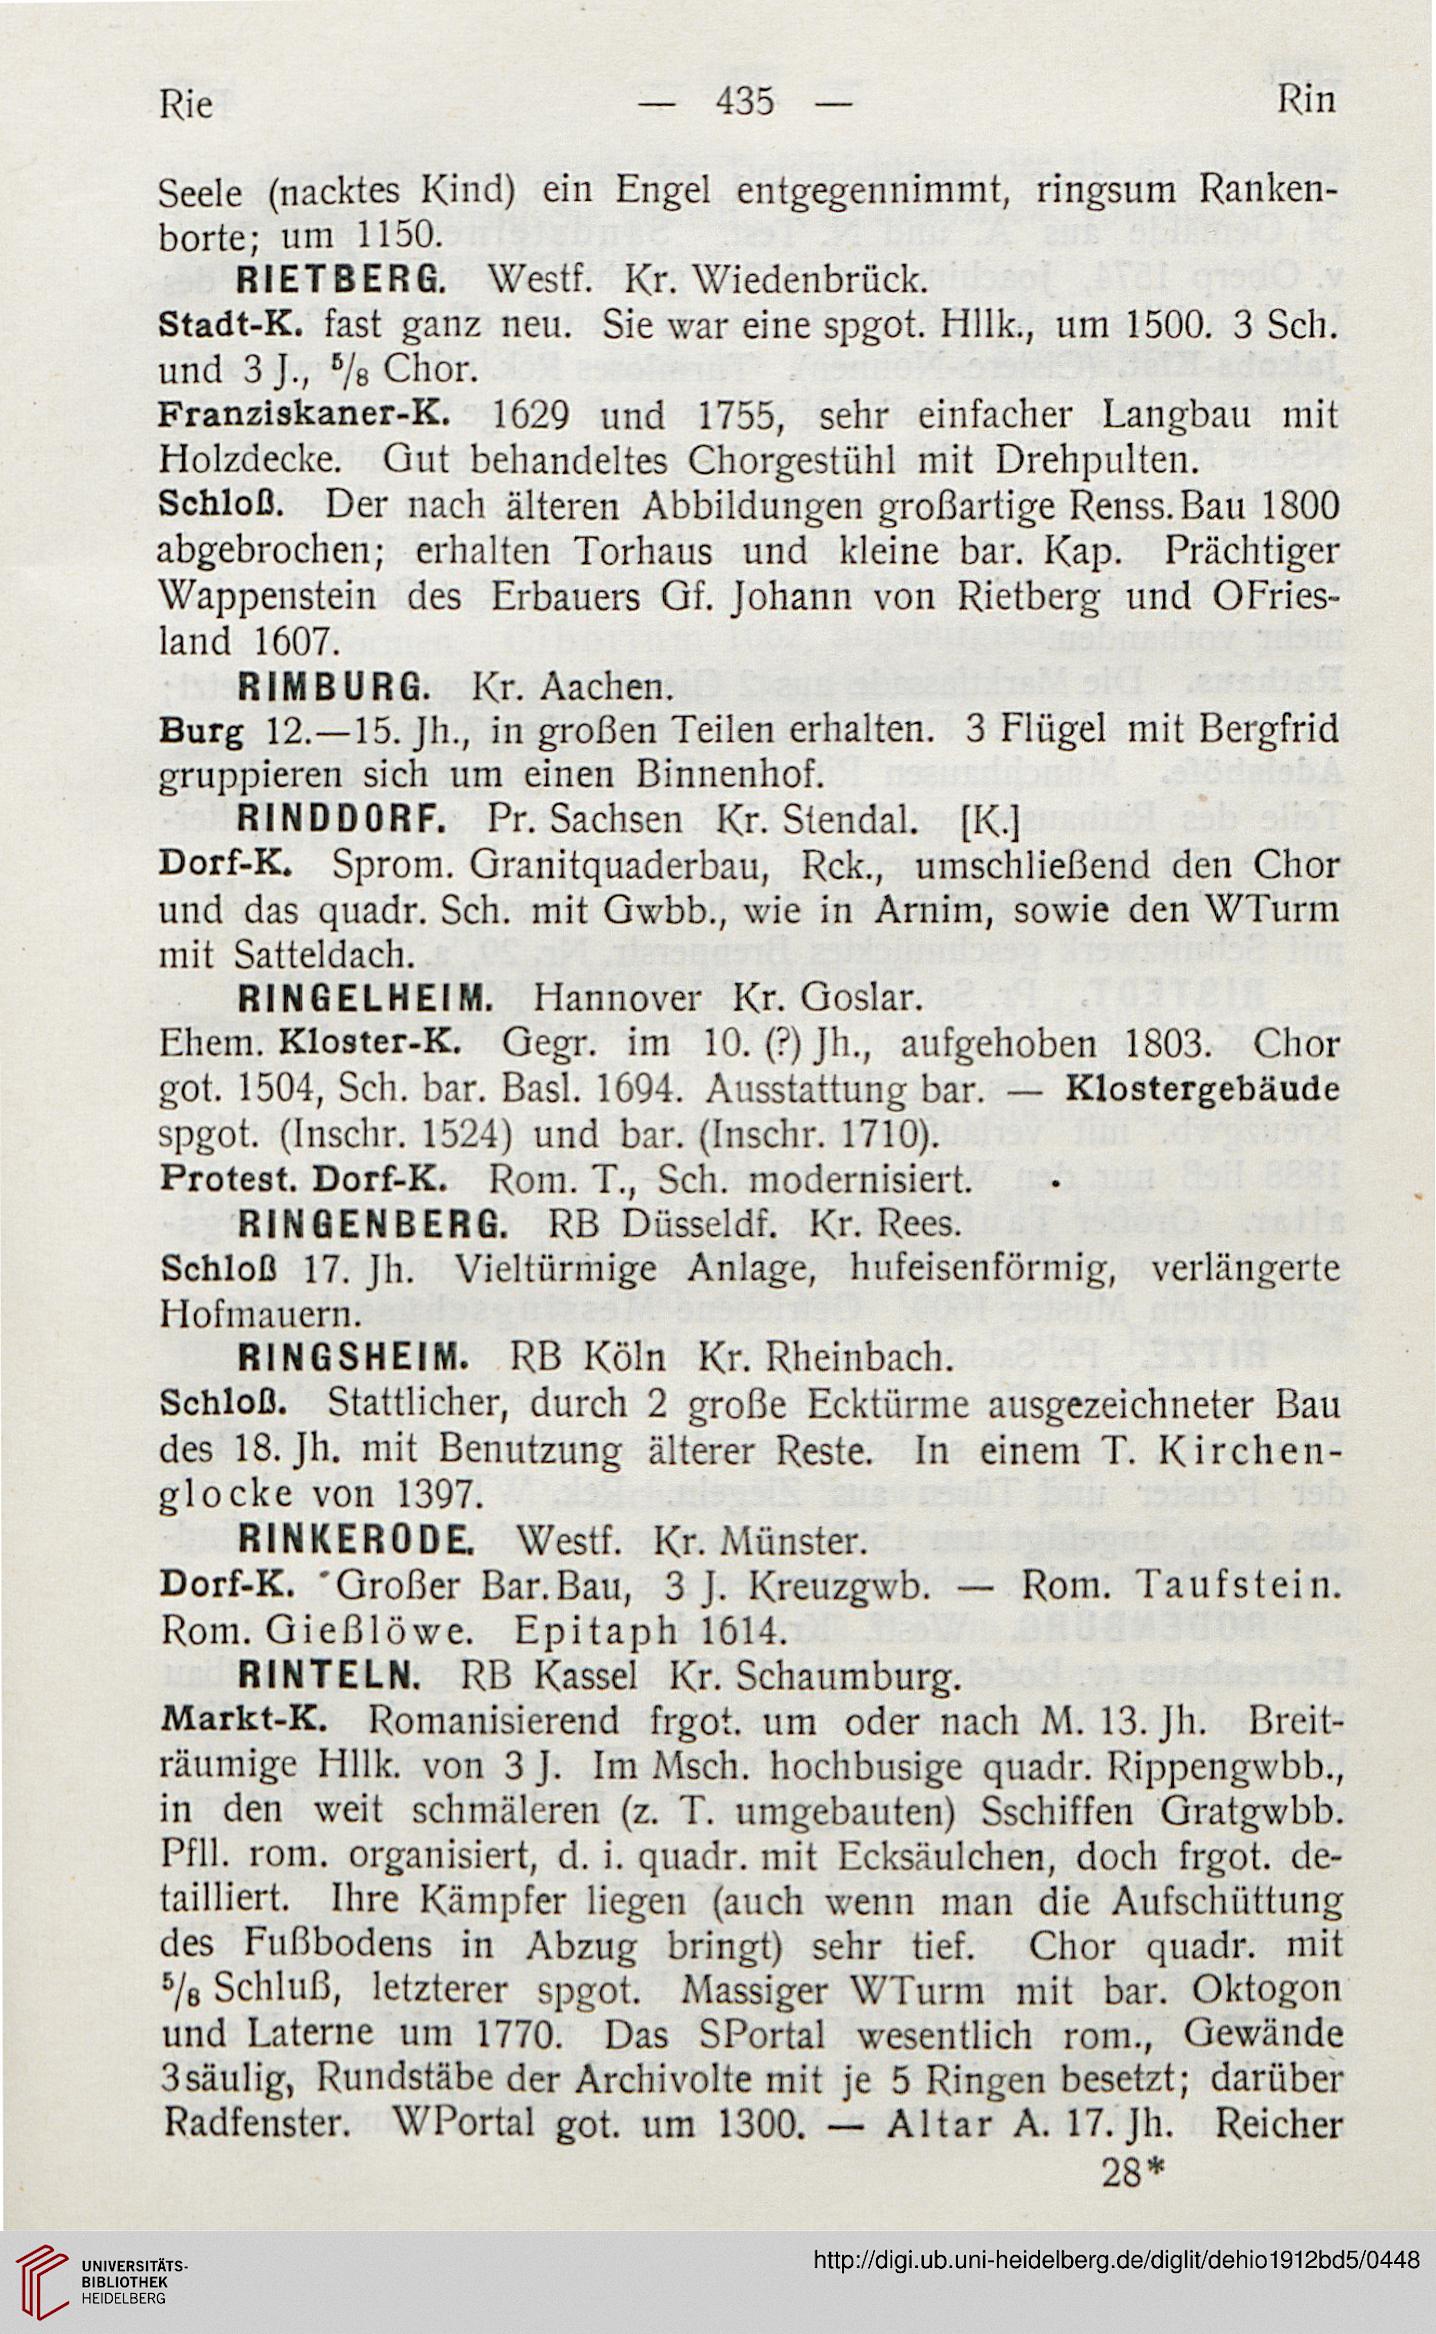 Rie — 435 — Rin
Seele (nacktes Kind) ein Engel entgegennimmt, ringsum Ranken-
borte; um 1150.
RIETBERG. Westf. Kr. Wiedenbrück.
Stadt-K. fast ganz neu. Sie war eine spgot. Hllk., um 1500. 3 Sch.
und 3 J., ⁵/₈ Chor.
Franziskaner-K. 1629 und 1755, sehr einfacher Langbau mit
Holzdecke. Gut behandeltes Chorgestühl mit Drehpulten.
Schloß. Der nach älteren Abbildungen großartige Renss.Bau 1800
abgebrochen; erhalten Torhaus und kleine bar. Kap. Prächtiger
Wappenstein des Erbauers Gf. Johann von Rietberg und OFries-
land 1607.
RIMBURG. Kr. Aachen.
Burg 12.—15. Jh., in großen Teilen erhalten. 3 Flügel mit Bergfrid
gruppieren sich um einen Binnenhof.
RINDDORF. Pr. Sachsen Kr. Stendal. [K.]
Dorf-K. Sprom. Granitquaderbau, Rck., umschließend den Chor
und das quadr. Sch. mit Gwbb., wie in Arnim, sowie den WTurm
mit Satteldach.
RINGELHEIM. Hannover Kr. Goslar.
Ehem. Kloster-K. Gegr. im 10. (?) Jh., aufgehoben 1803. Chor
got. 1504, Sch. bar. Basl. 1694. Ausstattung bar. — Klostergebäude
spgot. (Inschr. 1524) und bar. (Inschr. 1710).
Protest. Dorf-K. Rom. T., Sch. modernisiert.
RINGENBERG. RB Düsseldf. Kr. Rees.
Schloß 17. Jh. Vieltürmige Anlage, hufeisenförmig, verlängerte
Hofmauern.
RINGSHEIM. RB Köln Kr. Rheinbach.
Schloß. Stattlicher, durch 2 große Ecktürme ausgezeichneter Bau
des 18. Jh. mit Benutzung älterer Reste. In einem T. Kirchen-
glocke von 1397.
RINKERODE. Westf. Kr. Münster.
Dorf-K. Großer Bar.Bau, 3 J. Kreuzgwb. — Rom. Taufstein.
Rom. Gießlöwe. Epitaph 1614.
RINTELN. RB Kassel Kr. Schaumburg.
Markt-K. Romanisierend frgot. um oder nach M. 13. Jh. Breit-
räumige Hllk. von 3 J. Im Msch. hochbusige quadr. Rippengwbb.,
in den weit schmäleren (z. T. umgebauten) Sschiffen Gratgwbb.
Pfll. rom. organisiert, d. i. quadr. mit Ecksäulchen, doch frgot. de-
tailliert. Ihre Kämpfer liegen (auch wenn man die Aufschüttung
des Fußbodens in Abzug bringt) sehr tief. Chor quadr. mit
⁵/₈ Schluß, letzterer spgot. Massiger WTurm mit bar. Oktogon
und Laterne um 1770. Das SPortal wesentlich rom., Gewände
3säulig, Rundstäbe der Archivolte mit je 5 Ringen besetzt; darüber
Radfenster. WPortal got. um 1300. — Altar A. 17. Jh. Reicher
28*
UNIVERSITÄTS-
BIBLIOTHEK
HEIDELBERG
http://digi.ub.uni-heidelberg.de/diglit/dehio1912bd5/0448